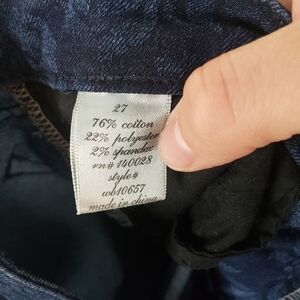 27
76% cotton
22% polyester
2% spandex
rn# 140028
style#
wb10657
made in china